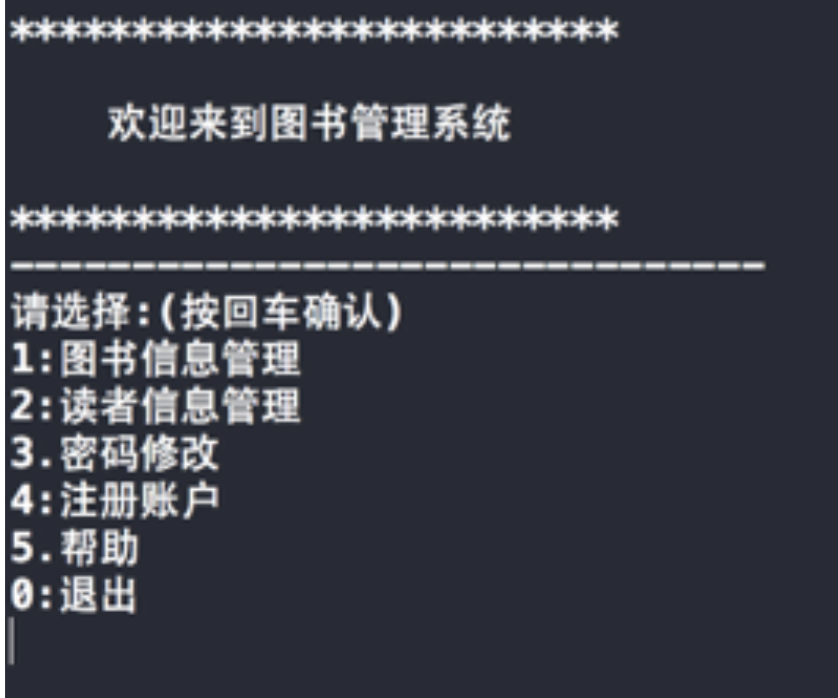 *************************
欢迎来到图书管理系统
*************************
--------------------------------
请选择:(按回车确认)
1:图书信息管理
2:读者信息管理
3.密码修改
4:注册账户
5.帮助
0:退出